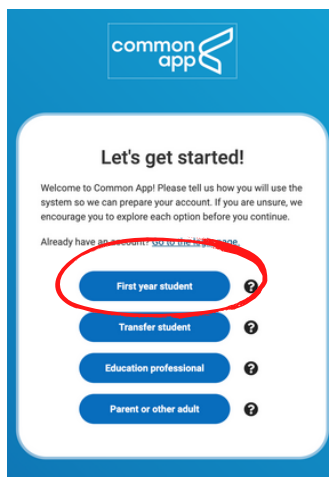 common
app
Let's get started!
Welcome to Common App! Please tell us how you will use the
system so we can prepare your account. If you are unsure, we
encourage you to explore each option before you continue.
Already have an account? Go to the login page.
First year student ?
Transfer student ?
Education professional ?
Parent or other adult ?